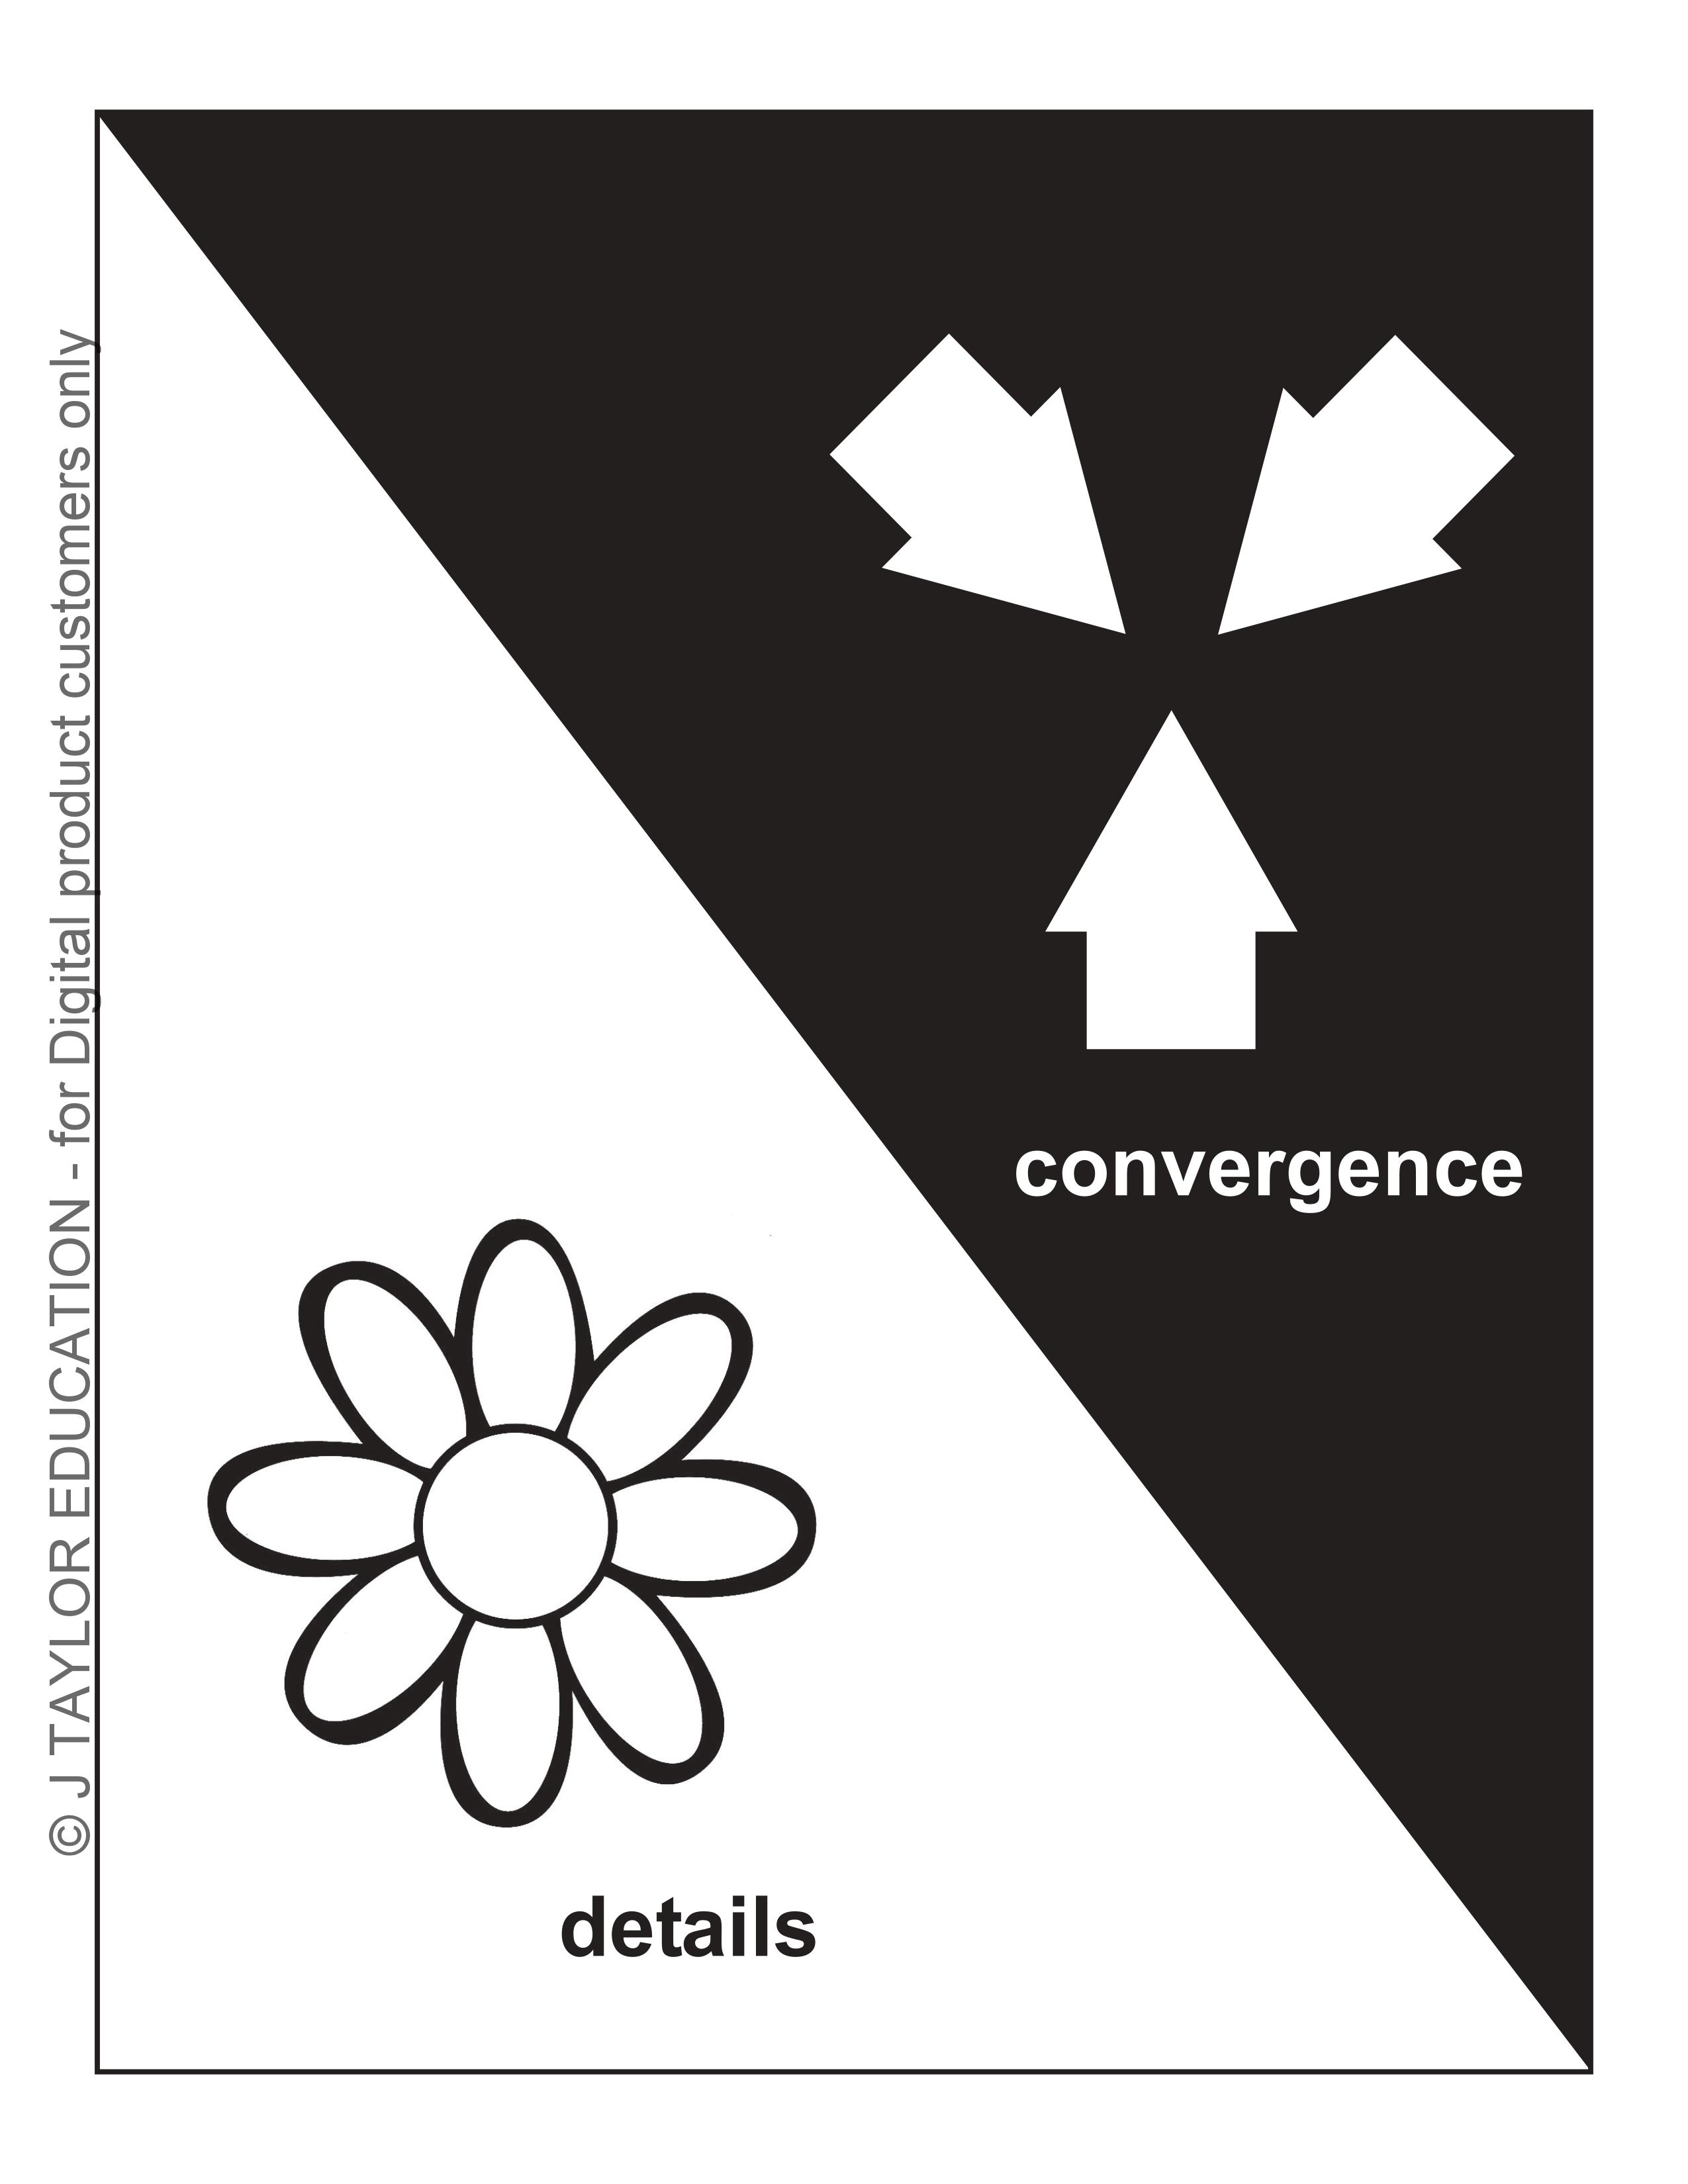 © J TAYLOR EDUCATION - for Digital product customers only
convergence
details